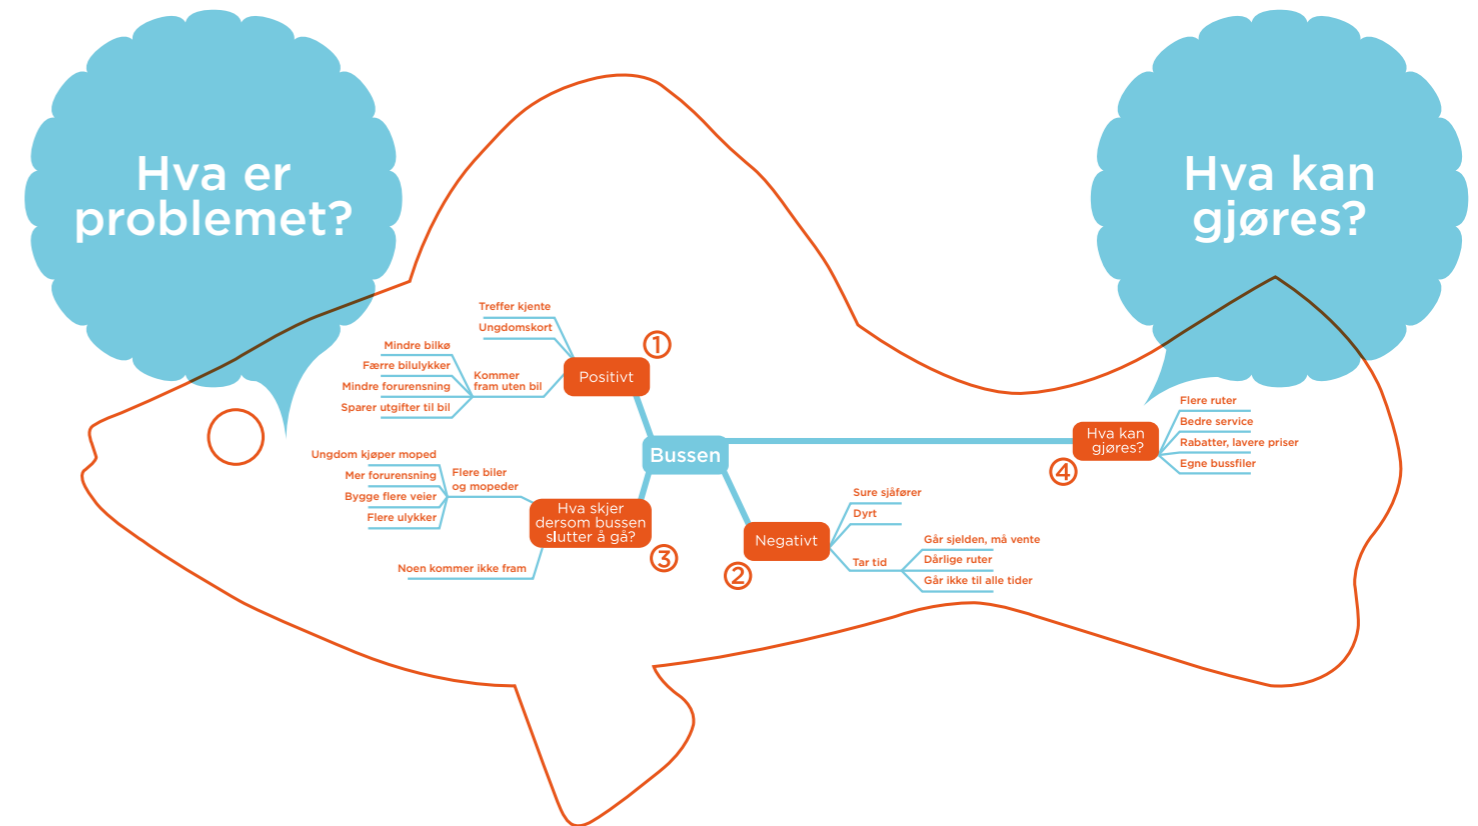 Hva er
problemet?
Hva kan
gjøres?
Treffer kjente
Ungdomskort
①
Positivt
Mindre bilkø
Færre bilulykker
Mindre forurensning
Sparer utgifter til bil
Kommer
fram uten bil
Bussen
Ungdom kjøper moped
Mer forurensning
Bygge flere veier
Flere ulykker
Flere biler
og mopeder
Hva skjer
dersom bussen
slutter å gå?
③
Noen kommer ikke fram
Negativt
②
Sure sjåfører
Dyrt
Tar tid
Går sjelden, må vente
Dårlige ruter
Går ikke til alle tider
Hva kan
gjøres?
④
Flere ruter
Bedre service
Rabatter, lavere priser
Egne bussfiler